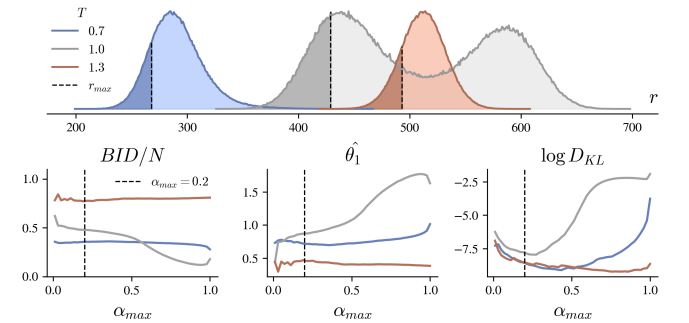 T
0.7
1.0
1.3
r_max
r
200 300 400 500 600 700
BID/N
θ̂₁
log D_KL
α_max = 0.2
1.0
0.5
0.0
1.5
1.0
0.5
−2.5
−5.0
−7.5
0.0 0.5 1.0
0.0 0.5 1.0
0.0 0.5 1.0
α_max
α_max
α_max